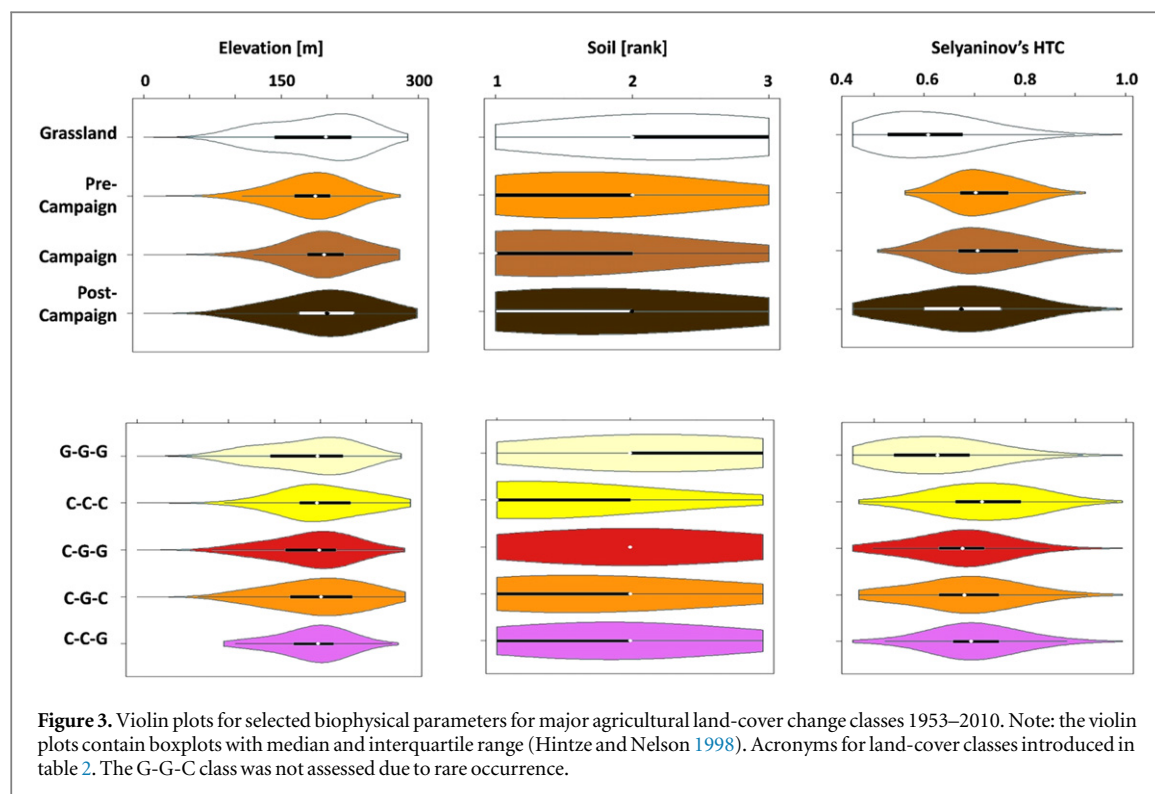 Elevation [m] Soil [rank] Selyaninov's HTC
0 150 300 1 2 3 0.4 0.6 0.8 1.0
Grassland
Pre-
Campaign
Campaign
Post-
Campaign
G-G-G
C-C-C
C-G-G
C-G-C
C-C-G
Figure 3. Violin plots for selected biophysical parameters for major agricultural land-cover change classes 1953–2010. Note: the violin
plots contain boxplots with median and interquartile range (Hintze and Nelson 1998). Acronyms for land-cover classes introduced in
table 2. The G-G-C class was not assessed due to rare occurrence.